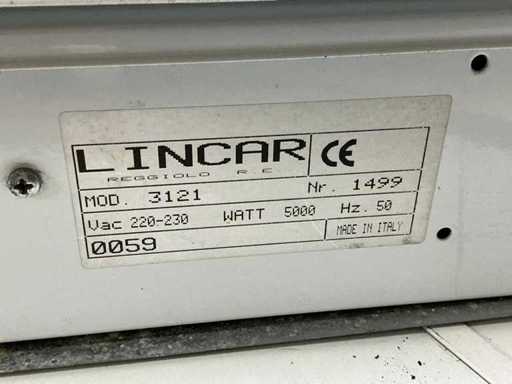 LINCAR CE
REGGIOLO R.E.
MOD. 3121 Nr. 1499
Vac 220-230 WATT 5000 Hz. 50
0059 MADE IN ITALY